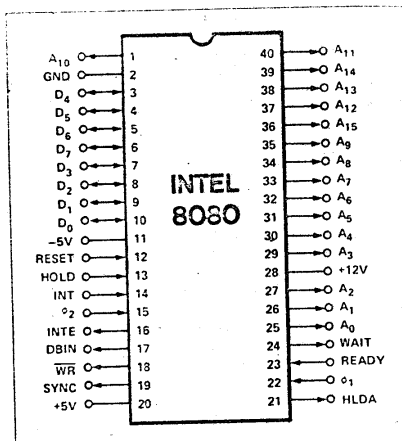 A10 1 40 A11
GND 2 39 A14
D4 3 38 A13
D5 4 37 A12
D6 5 36 A15
D7 6 35 A9
D3 7 34 A8
D2 8 33 A7
D1 9 32 A6
D0 10 31 A5
-5V 11 30 A4
RESET 12 29 A3
HOLD 13 28 +12V
INT 14 27 A2
φ2 15 26 A1
INTE 16 25 A0
DBIN 17 24 WAIT
W̅R̅ 18 23 READY
SYNC 19 22 φ1
+5V 20 21 HLDA
INTEL
8080